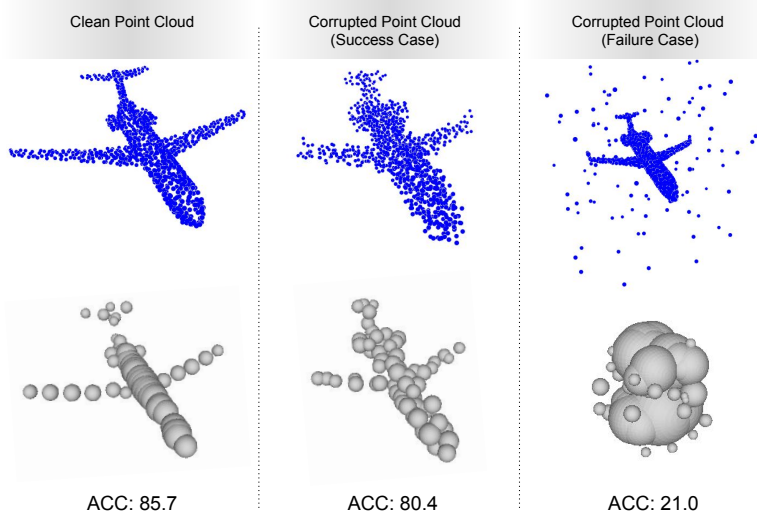 Clean Point Cloud
Corrupted Point Cloud
(Success Case)
Corrupted Point Cloud
(Failure Case)
ACC: 85.7
ACC: 80.4
ACC: 21.0